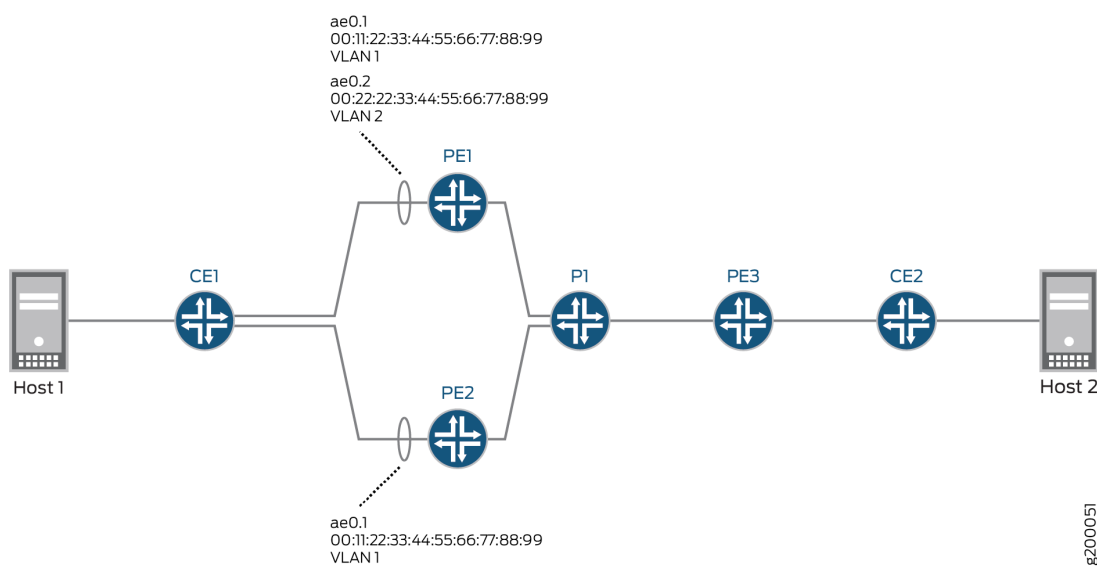 ae0.1
00:11:22:33:44:55:66:77:88:99
VLAN 1
ae0.2
00:22:22:33:44:55:66:77:88:99
VLAN 2
PE1
CE1
P1
PE3
CE2
Host 1
PE2
Host 2
ae0.1
00:11:22:33:44:55:66:77:88:99
VLAN 1
g200051